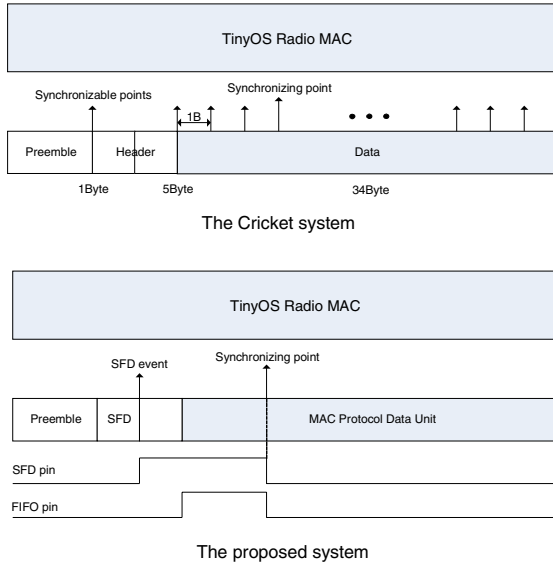 TinyOS Radio MAC
Synchronizable points
Synchronizing point
1B
Preemble
Header
Data
1Byte
5Byte
34Byte
The Cricket system
TinyOS Radio MAC
SFD event
Synchronizing point
Preemble
SFD
MAC Protocol Data Unit
SFD pin
FIFO pin
The proposed system